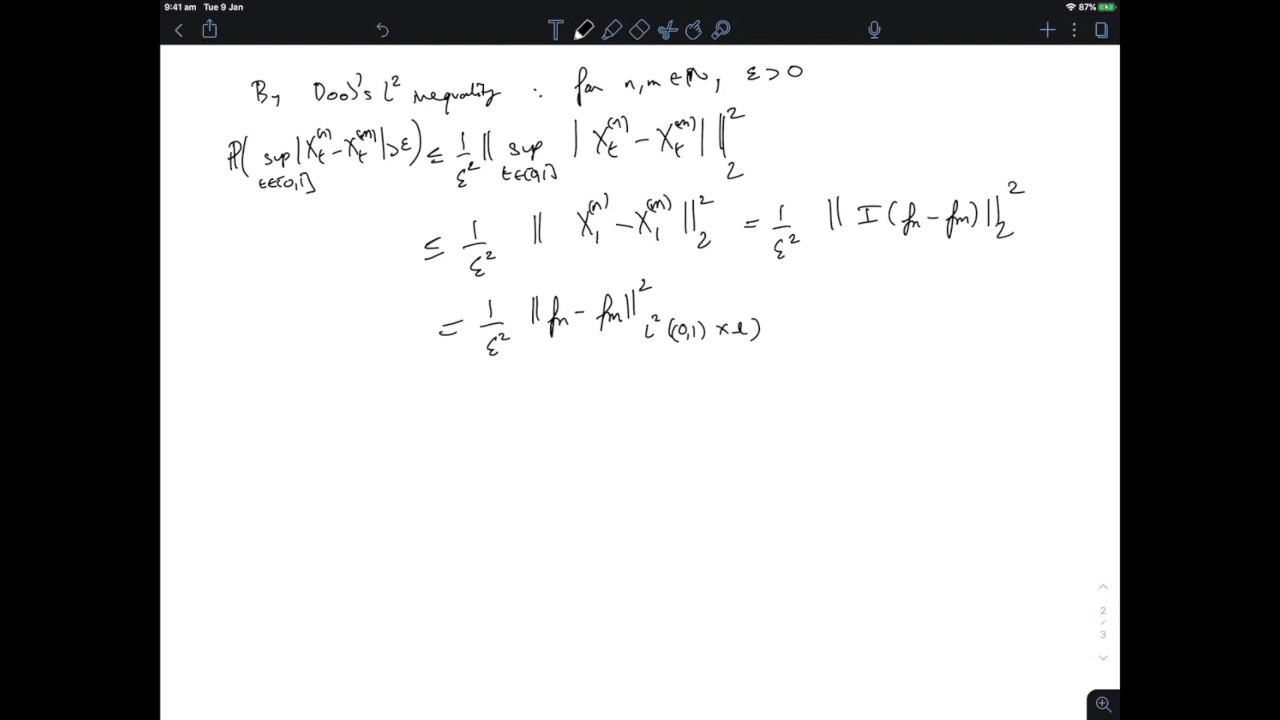 9:41 am Tue 9 Jan
87%
By Doob's L² inequality : for n,m ∈ ℕ, ε > 0
ℙ( sup_{t∈[0,1]} |X_t^{(n)} - X_t^{(m)}| > ε) ≤ 1/ε² ‖ sup_{t∈[0,1]} | X_t^{(n)} - X_t^{(m)} | ‖_2^2
≤ 1/ε² ‖ X_1^{(n)} - X_1^{(m)} ‖_2^2 = 1/ε² ‖ I(f_n - f_m) ‖_2^2
= 1/ε² ‖f_n - f_m‖²_{L²((0,1) × Ω)}
2
/
3